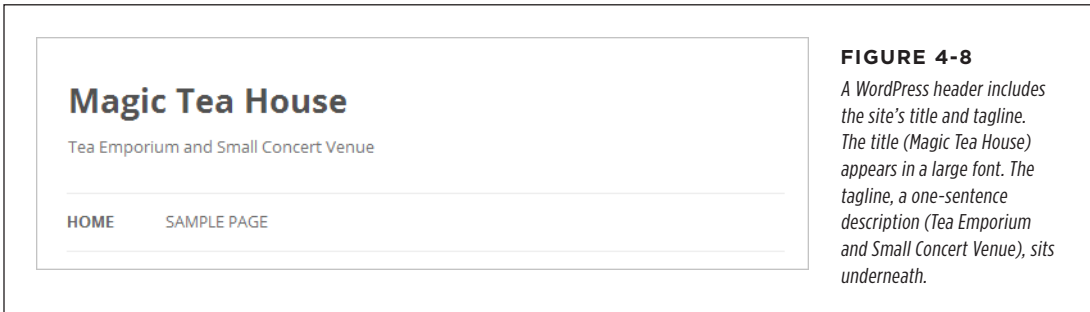 Magic Tea House
Tea Emporium and Small Concert Venue
HOME SAMPLE PAGE
FIGURE 4-8
A WordPress header includes
the site’s title and tagline.
The title (Magic Tea House)
appears in a large font. The
tagline, a one-sentence
description (Tea Emporium
and Small Concert Venue), sits
underneath.